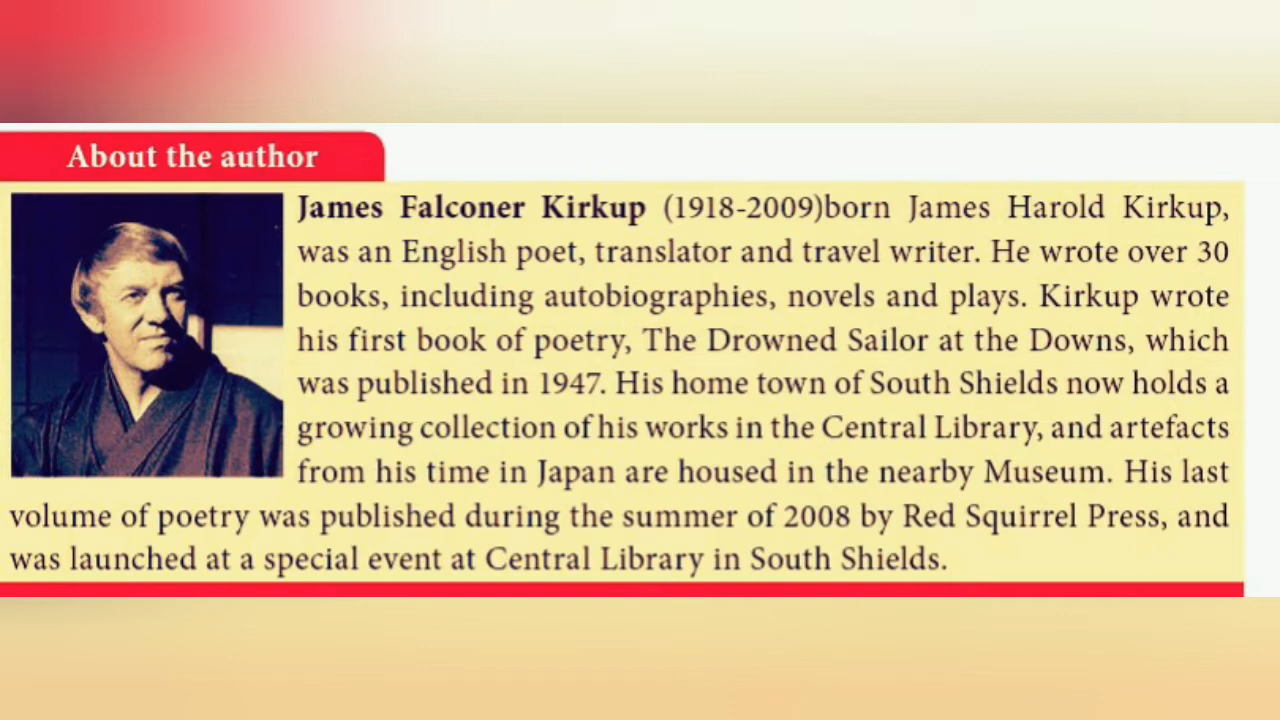 About the author
James Falconer Kirkup (1918-2009)born James Harold Kirkup,
was an English poet, translator and travel writer. He wrote over 30
books, including autobiographies, novels and plays. Kirkup wrote
his first book of poetry, The Drowned Sailor at the Downs, which
was published in 1947. His home town of South Shields now holds a
growing collection of his works in the Central Library, and artefacts
from his time in Japan are housed in the nearby Museum. His last
volume of poetry was published during the summer of 2008 by Red Squirrel Press, and
was launched at a special event at Central Library in South Shields.